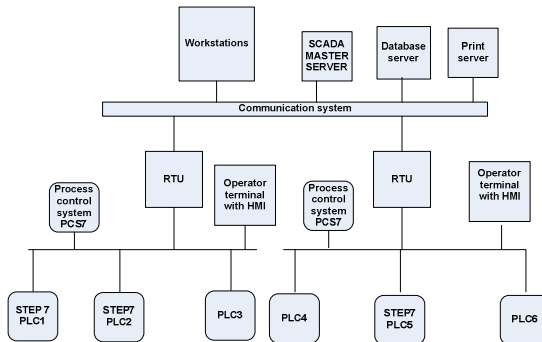 Workstations
SCADA
MASTER
SERVER
Database
server
Print
server
Communication system
RTU
Process
control
system
PCS7
Operator
terminal
with HMI
RTU
Process
control
system
PCS7
Operator
terminal
with HMI
STEP 7
PLC1
STEP7
PLC2
PLC3
PLC4
STEP7
PLC5
PLC6